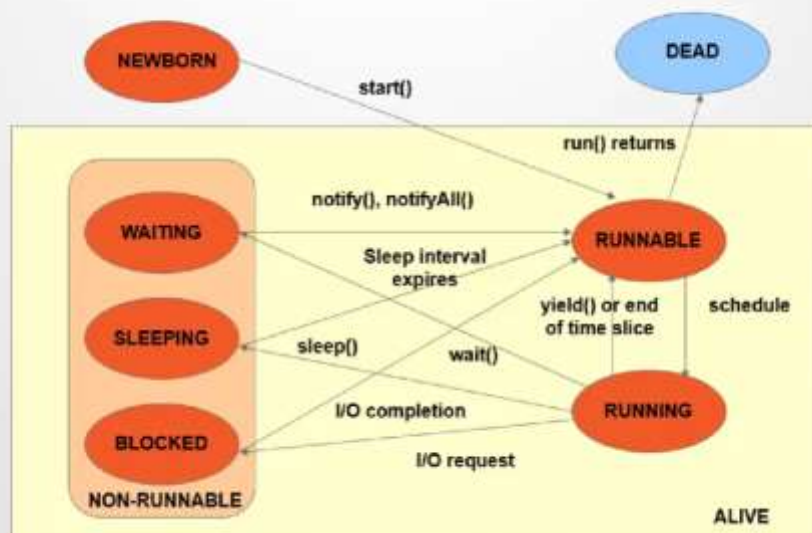 NEWBORN
DEAD
start()
run() returns
notify(), notifyAll()
WAITING
RUNNABLE
Sleep interval
expires
yield() or end
of time slice
schedule
SLEEPING
sleep()
wait()
I/O completion
RUNNING
BLOCKED
I/O request
NON-RUNNABLE
ALIVE